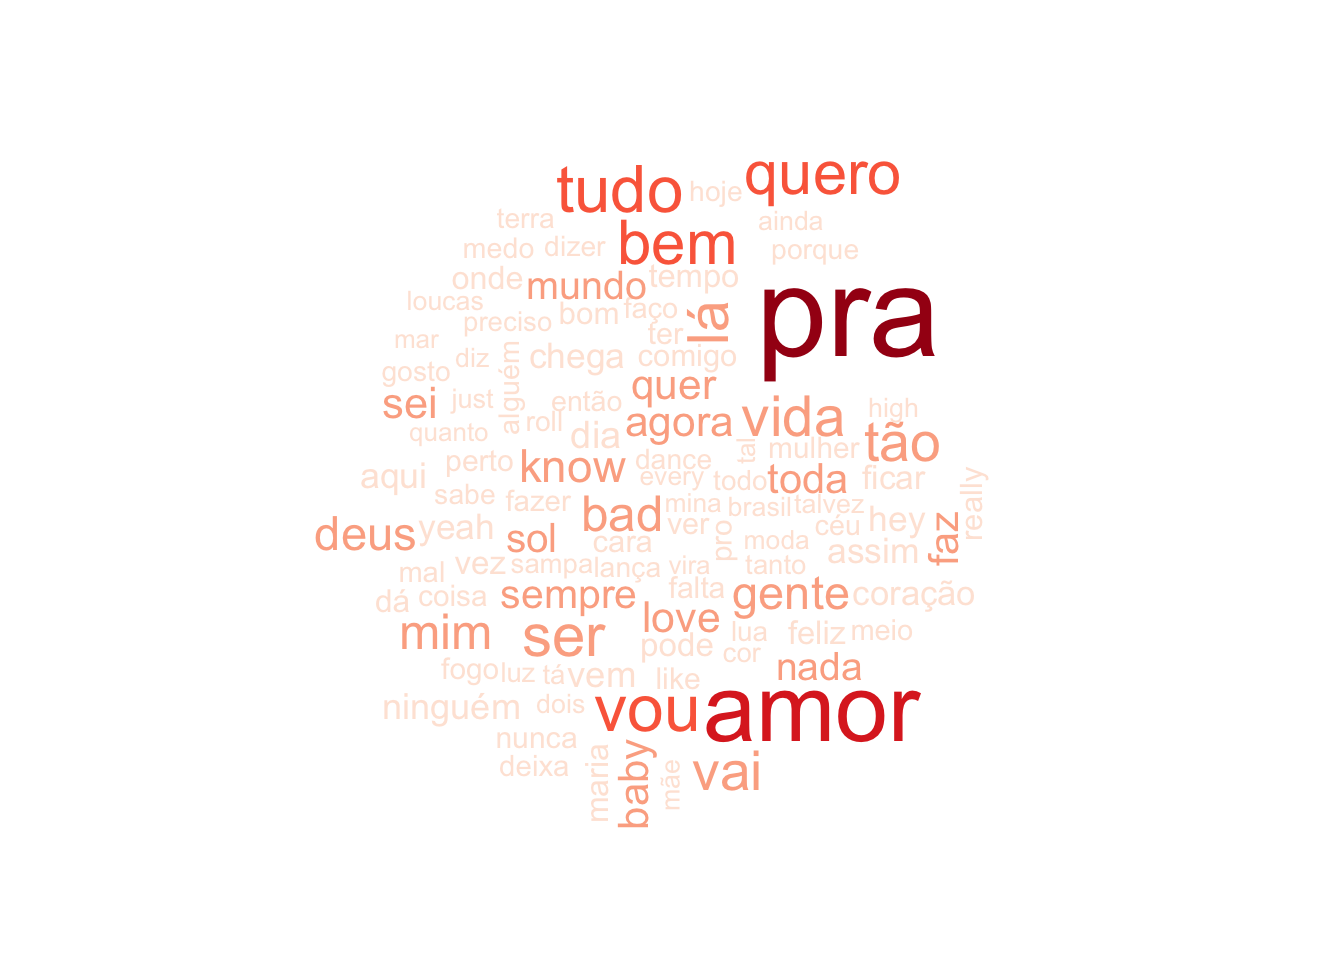 tudo
hoje
quero
terra
ainda
medo
dizer
bem
porque
onde
mundo
tempo
loucas
preciso
bom
faço
lá
pra
mar
ter
gosto
diz
alguém
chega
comigo
sei
just
quer
então
roll
agora
vida
high
quanto
dia
tal
mulher
tão
aqui
perto
know
dance
every
todo
toda
ficar
really
sabe
fazer
bad
mina
brasil
talvez
deus
yeah
sol
cara
ver
pro
moda
céu
hey
faz
mal
vez
sampa
lança
vira
tanto
assim
dá
coisa
sempre
falta
gente
coração
mim
ser
love
pode
lua
cor
feliz
meio
fogo
luz
tá
vem
like
nada
ninguém
dois
vou
amor
nunca
deixa
maria
baby
mãe
vai